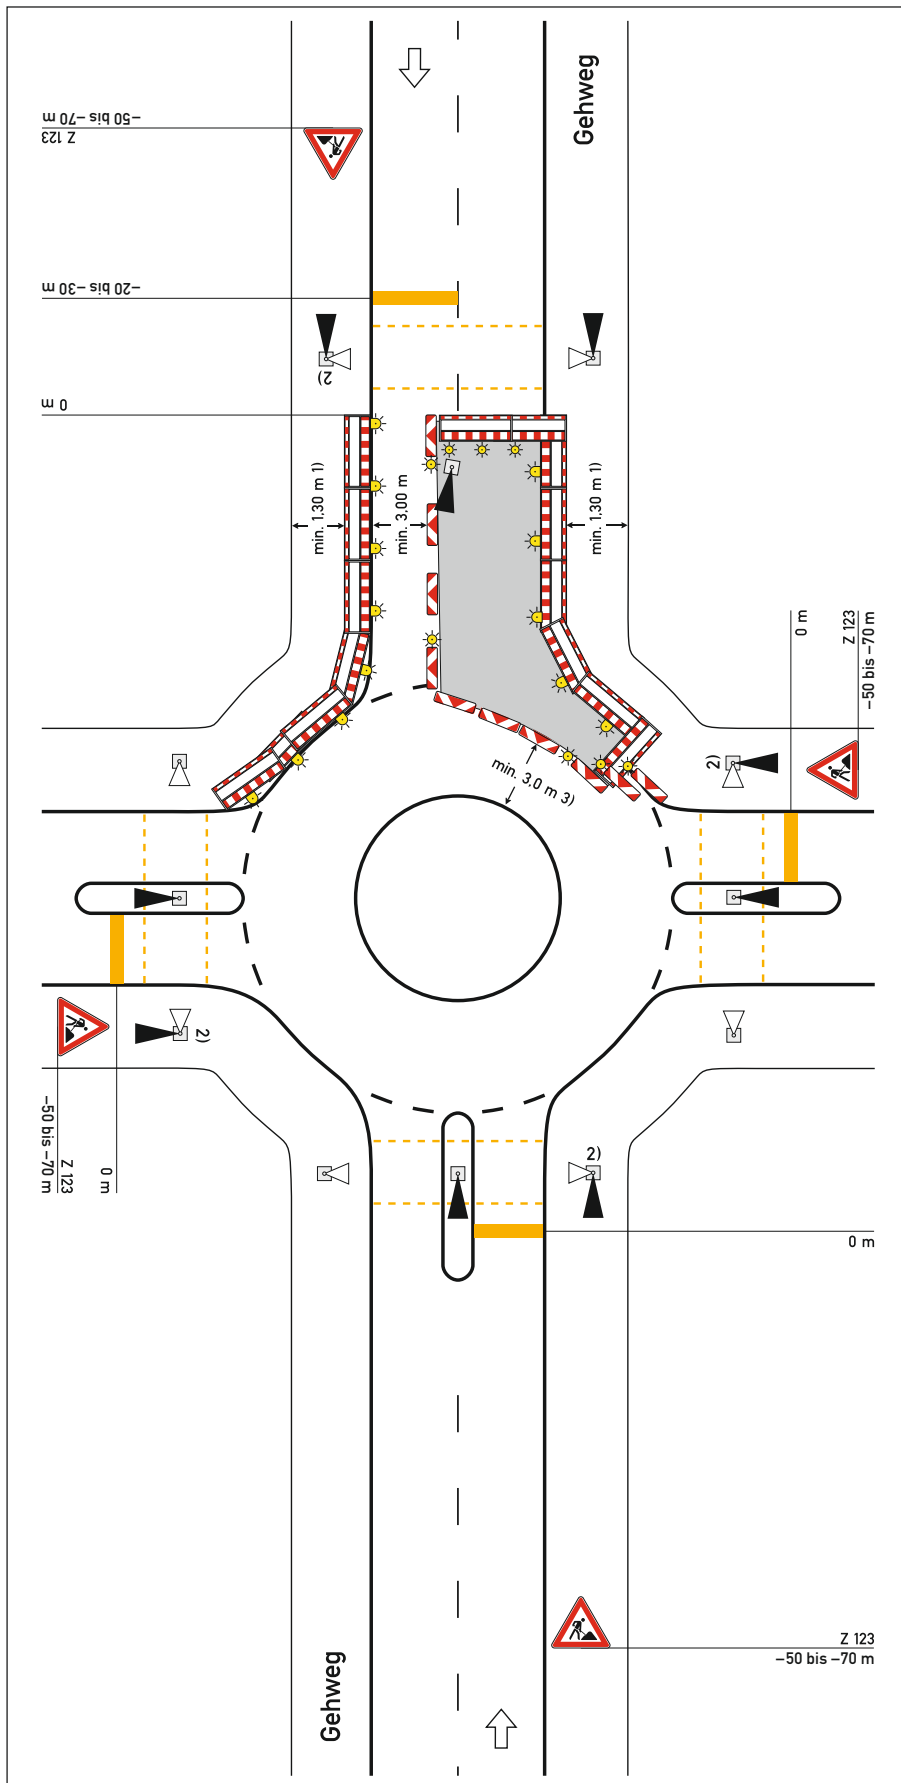 Gehweg
-50 bis -70 m
Z 123
-20 bis -30 m
2)
0 m
min. 1,30 m 1)
min. 3,00 m
min. 1,30 m 1)
0 m
Z 123
-50 bis -70 m
2)
min. 3,0 m 3)
2)
-50 bis -70 m
Z 123
0 m
2)
0 m
Z 123
-50 bis -70 m
Gehweg